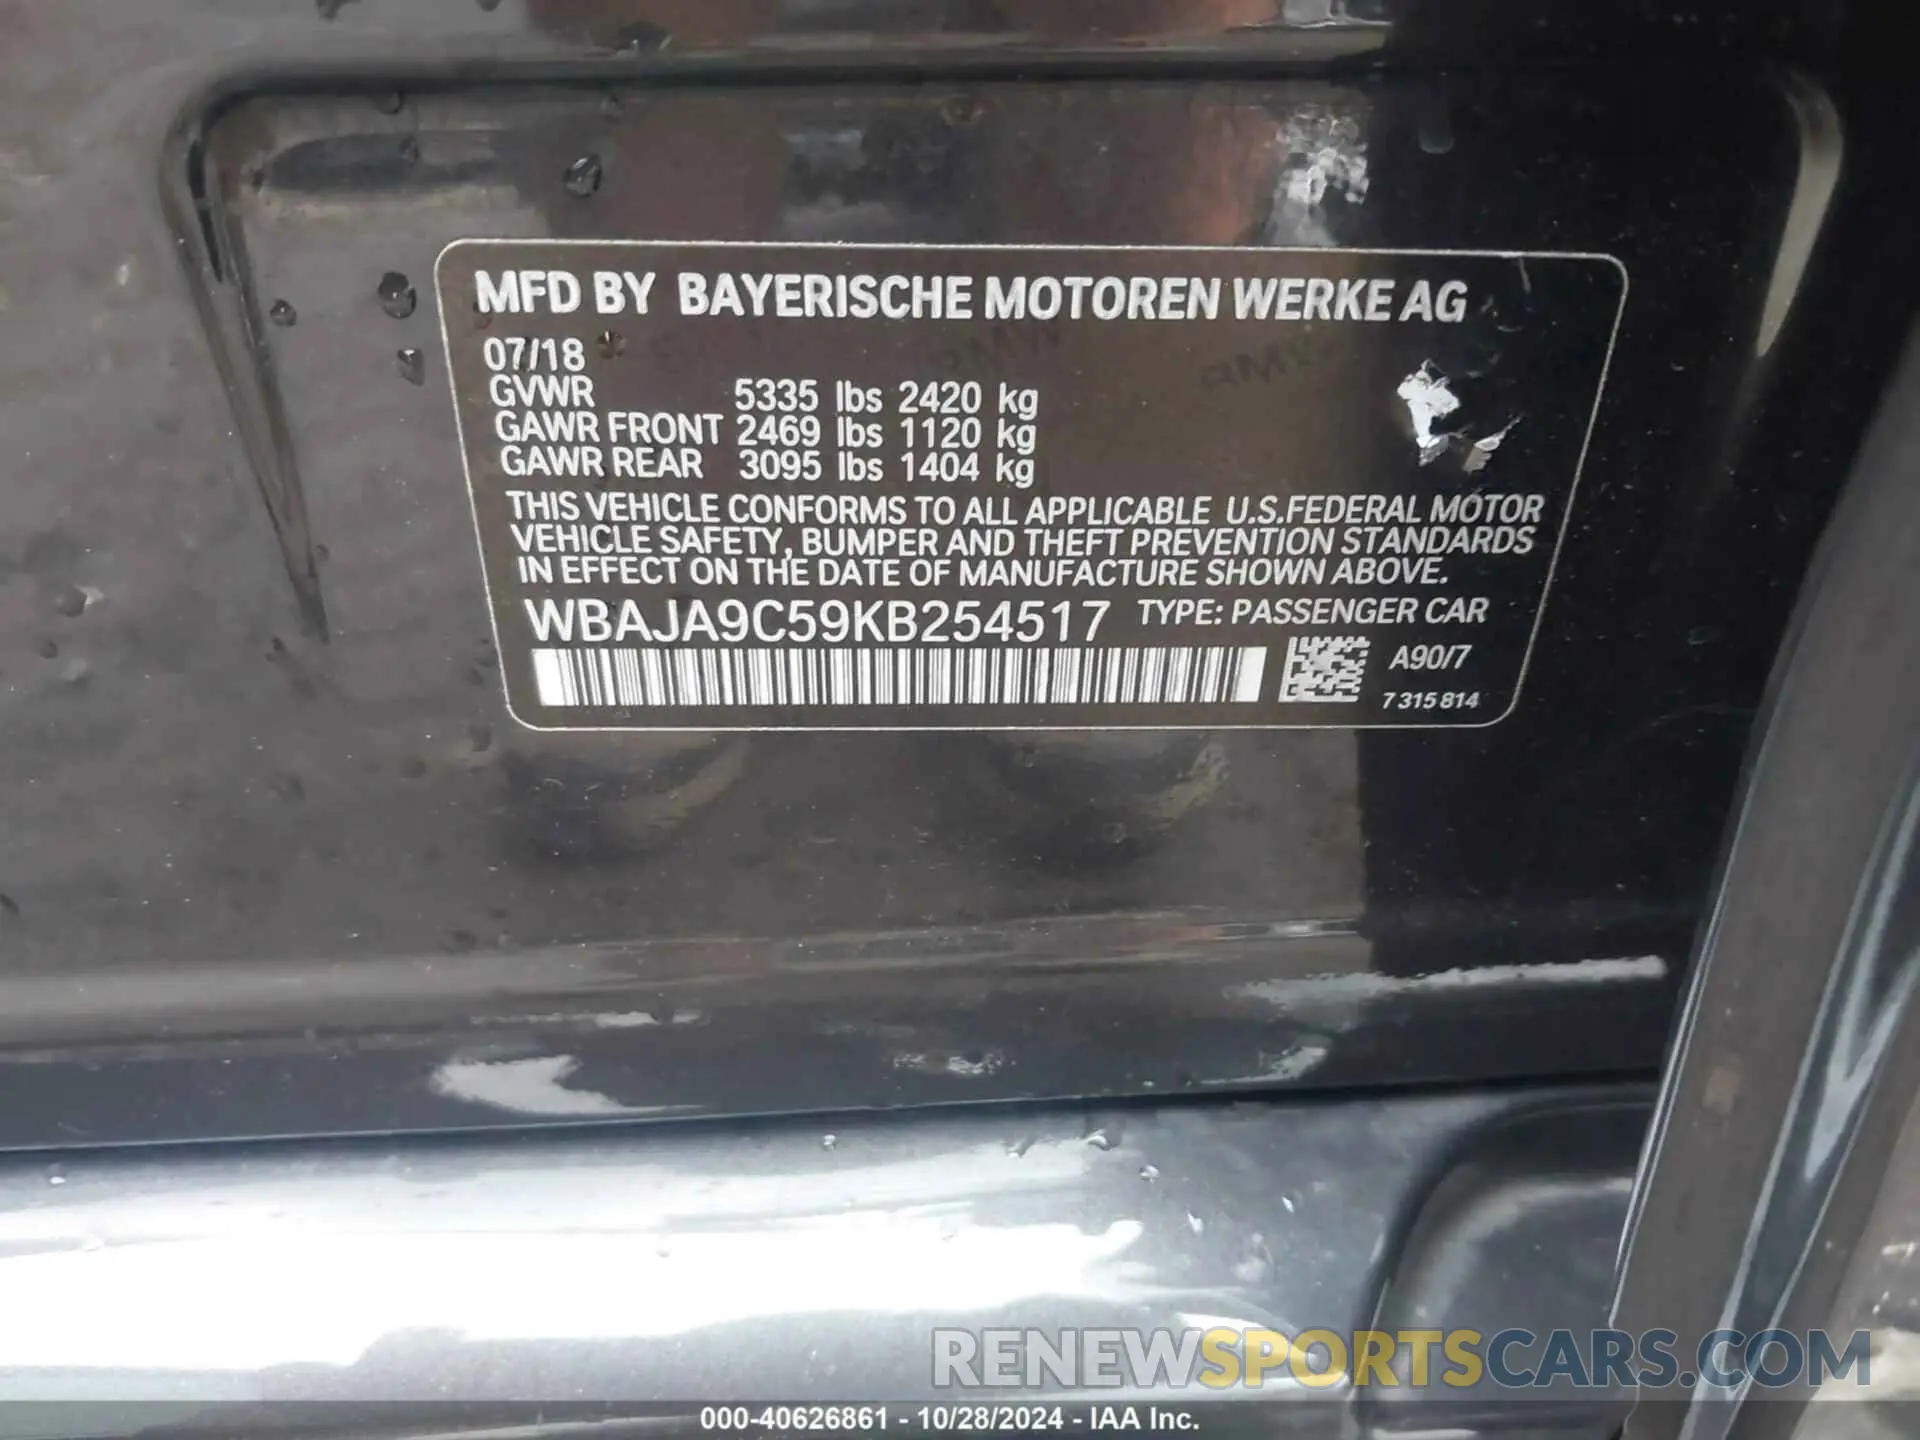 MFD BY BAYERISCHE MOTOREN WERKE AG
07/18
GVWR 5335 lbs 2420 kg
GAWR FRONT 2469 lbs 1120 kg
GAWR REAR 3095 lbs 1404 kg
THIS VEHICLE CONFORMS TO ALL APPLICABLE U.S.FEDERAL MOTOR
VEHICLE SAFETY, BUMPER AND THEFT PREVENTION STANDARDS
IN EFFECT ON THE DATE OF MANUFACTURE SHOWN ABOVE.
WBAJA9C59KB254517 TYPE: PASSENGER CAR
A90/7
7 315 814
RENEWSPORTSCARS.COM
000-40626861 - 10/28/2024 - IAA Inc.